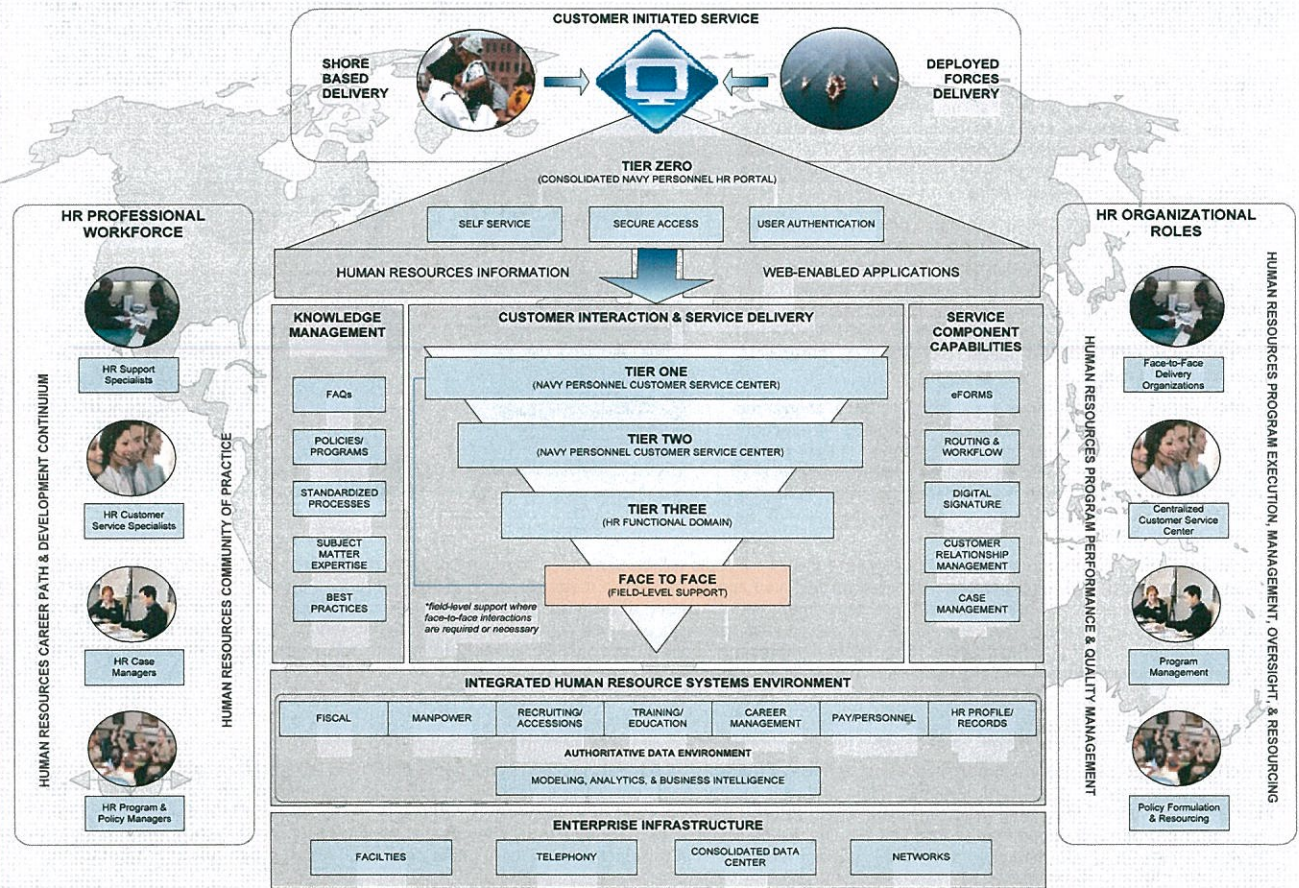 CUSTOMER INITIATED SERVICE
SHORE
BASED
DELIVERY
DEPLOYED
FORCES
DELIVERY
TIER ZERO
(CONSOLIDATED NAVY PERSONNEL HR PORTAL)
SELF SERVICE
SECURE ACCESS
USER AUTHENTICATION
HUMAN RESOURCES INFORMATION
WEB-ENABLED APPLICATIONS
HR PROFESSIONAL
WORKFORCE
HUMAN RESOURCES CAREER PATH & DEVELOPMENT CONTINUIUM
HR Support
Specialists
HR Customer
Service Specialists
HR Case
Managers
HR Program &
Policy Managers
HUMAN RESOURCES COMMUNITY OF PRACTICE
KNOWLEDGE
MANAGEMENT
FAQs
POLICIES/
PROGRAMS
STANDARDIZED
PROCESSES
SUBJECT
MATTER
EXPERTISE
BEST
PRACTICES
CUSTOMER INTERACTION & SERVICE DELIVERY
TIER ONE
(NAVY PERSONNEL CUSTOMER SERVICE CENTER)
TIER TWO
(NAVY PERSONNEL CUSTOMER SERVICE CENTER)
TIER THREE
(HR FUNCTIONAL DOMAIN)
FACE TO FACE
(FIELD-LEVEL SUPPORT)
*field-level support where
face-to-face interactions
are required or necessary
SERVICE
COMPONENT
CAPABILITIES
eFORMS
ROUTING &
WORKFLOW
DIGITAL
SIGNATURE
CUSTOMER
RELATIONSHIP
MANAGEMENT
CASE
MANAGEMENT
HR ORGANIZATIONAL
ROLES
HUMAN RESOURCES PROGRAM PERFORMANCE & QUALITY MANAGEMENT
Face-to-Face
Delivery
Organizations
Centralized
Customer Service
Center
Program
Management
Policy Formulation
& Resourcing
HUMAN RESOURCES PROGRAM EXECUTION, MANAGEMENT, OVERSIGHT, & RESOURCING
INTEGRATED HUMAN RESOURCE SYSTEMS ENVIRONMENT
FISCAL
MANPOWER
RECRUITING/
ACCESSIONS
TRAINING/
EDUCATION
CAREER
MANAGEMENT
PAY/PERSONNEL
HR PROFILE/
RECORDS
AUTHORITATIVE DATA ENVIRONMENT
MODELING, ANALYTICS, & BUSINESS INTELLIGENCE
ENTERPRISE INFRASTRUCTURE
FACILTIES
TELEPHONY
CONSOLIDATED DATA
CENTER
NETWORKS